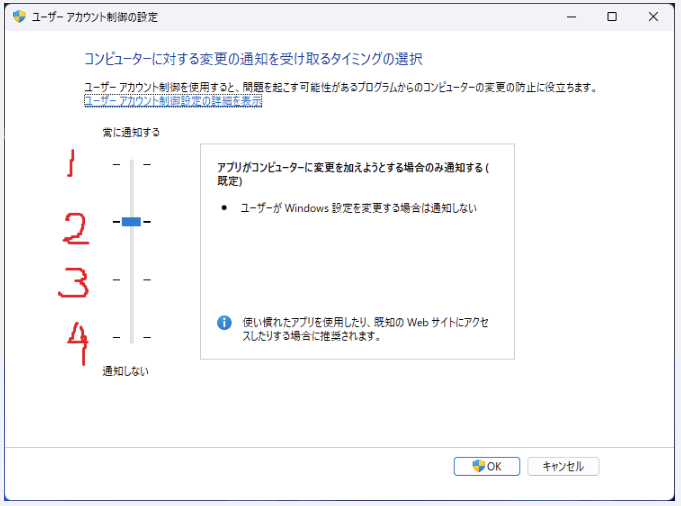 ユーザー アカウント制御の設定
コンピューターに対する変更の通知を受け取るタイミングの選択
ユーザー アカウント制御を使用すると、問題を起こす可能性があるプログラムからのコンピューターの変更の防止に役立ちます。
ユーザー アカウント制御設定の詳細を表示
常に通知する
1
2
3
4
通知しない
アプリがコンピューターに変更を加えようとする場合のみ通知する (
既定)
● ユーザーが Windows 設定を変更する場合は通知しない
使い慣れたアプリを使用したり、既知の Web サイトにアクセ
スしたりする場合に推奨されます。
OK
キャンセル